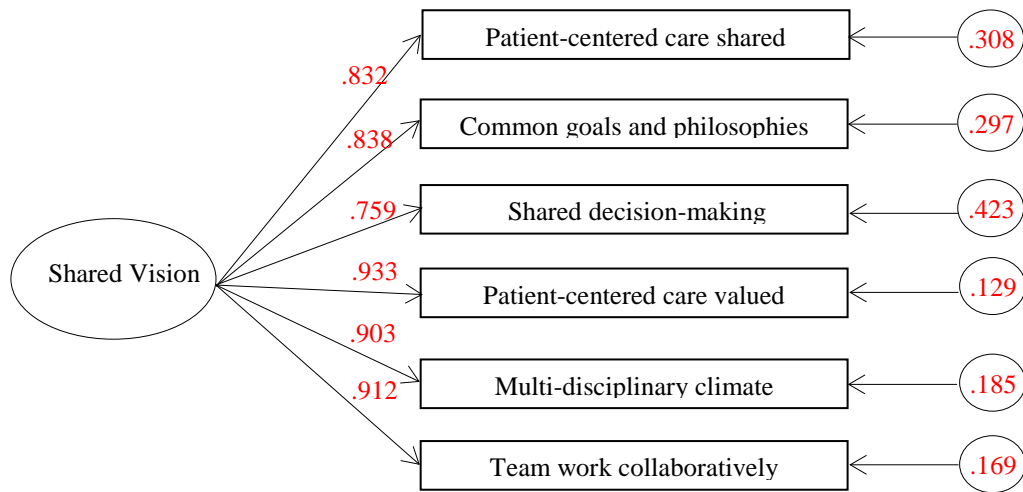 Patient-centered care shared
.308
.832
Common goals and philosophies
.297
.838
Shared decision-making
.423
.759
Shared Vision
Patient-centered care valued
.129
.933
.903
Multi-disciplinary climate
.185
.912
Team work collaboratively
.169